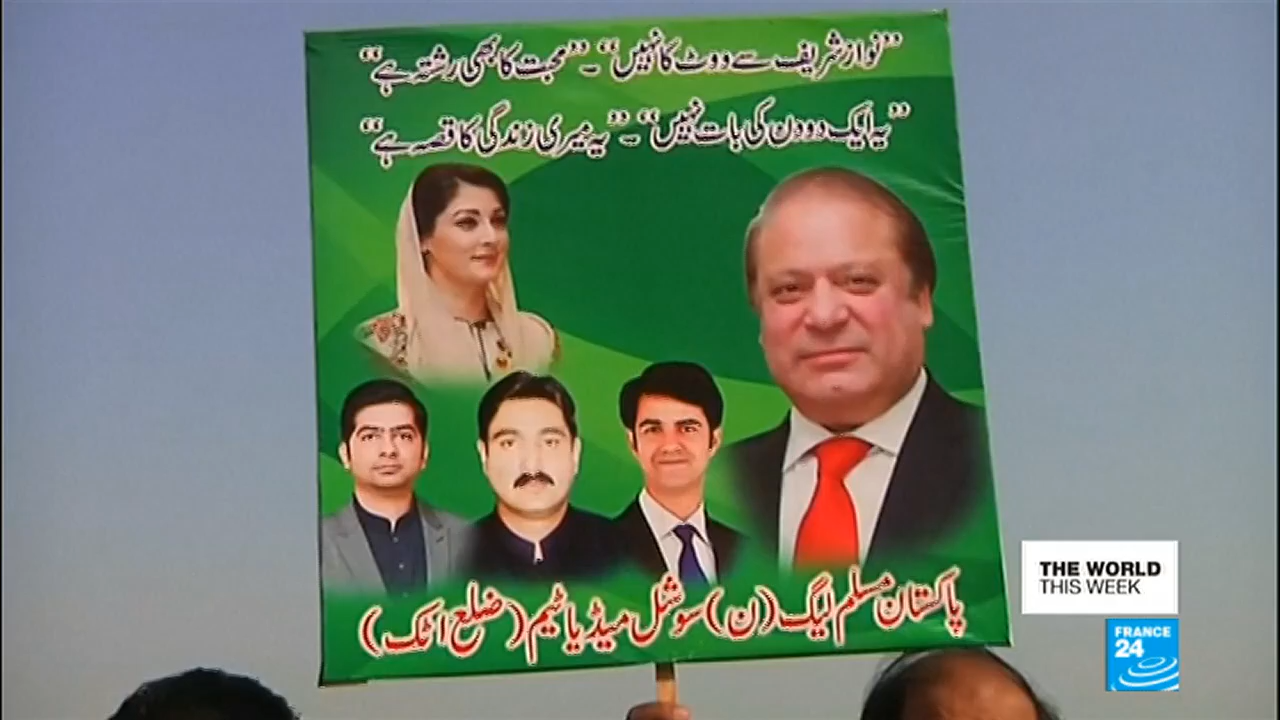 ”نواز شریف سے ووٹ کا نہیں“۔”محبت کا بھی رشتہ ہے“
”یہ ایک دو دن کی بات نہیں“۔”یہ میری زندگی کا قصہ ہے“
پاکستان مسلم لیگ (ن) سوشل میڈیا ٹیم (ضلع اٹک)
THE WORLD
THIS WEEK
FRANCE
24